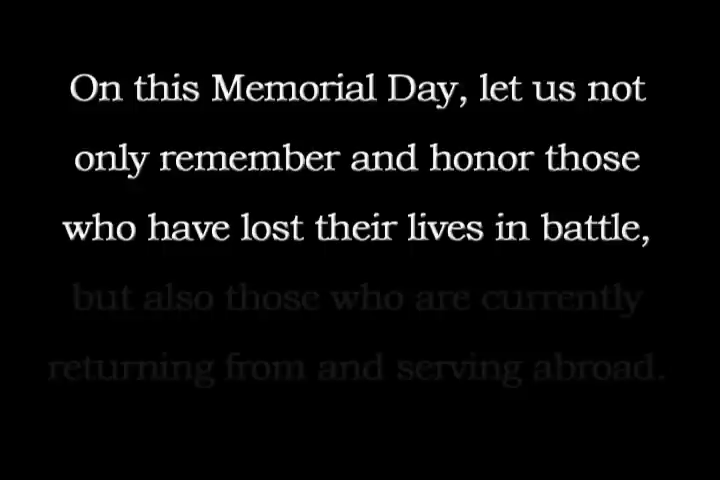 On this Memorial Day, let us not
only remember and honor those
who have lost their lives in battle,
but also those who are currently
returning from and serving abroad.